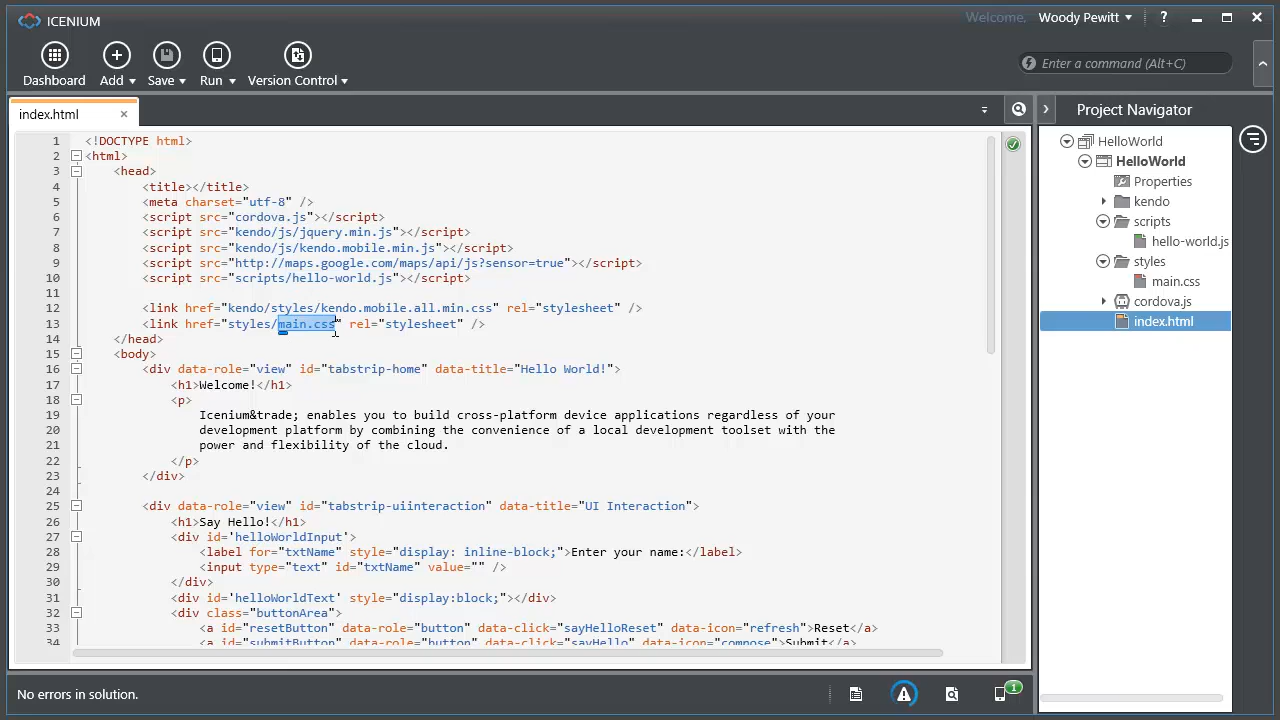 ICENIUM
Welcome, Woody Pewitt ?
Dashboard Add Save Run Version Control
Enter a command (Alt+C)
index.html ×
Project Navigator
1 <!DOCTYPE html>
2 <html>
3 <head>
4 <title></title>
5 <meta charset="utf-8" />
6 <script src="cordova.js"></script>
7 <script src="kendo/js/jquery.min.js"></script>
8 <script src="kendo/js/kendo.mobile.min.js"></script>
9 <script src="http://maps.google.com/maps/api/js?sensor=true"></script>
10 <script src="scripts/hello-world.js"></script>
11
12 <link href="kendo/styles/kendo.mobile.all.min.css" rel="stylesheet" />
13 <link href="styles/main.css" rel="stylesheet" />
14 </head>
15 <body>
16 <div data-role="view" id="tabstrip-home" data-title="Hello World!">
17 <h1>Welcome!</h1>
18 <p>
19 Icenium&trade; enables you to build cross-platform device applications regardless of your
20 development platform by combining the convenience of a local development toolset with the
21 power and flexibility of the cloud.
22 </p>
23 </div>
24
25 <div data-role="view" id="tabstrip-uiinteraction" data-title="UI Interaction">
26 <h1>Say Hello!</h1>
27 <div id='helloWorldInput'>
28 <label for="txtName" style="display: inline-block;">Enter your name:</label>
29 <input type="text" id="txtName" value="" />
30 </div>
31 <div id='helloWorldText' style="display:block;"></div>
32 <div class="buttonArea">
33 <a id="resetButton" data-role="button" data-click="sayHelloReset" data-icon="refresh">Reset</a>
34 <a id="submitButton" data-role="button" data-click="sayHello" data-icon="compose">Submit</a>
HelloWorld
HelloWorld
Properties
kendo
scripts
hello-world.js
styles
main.css
cordova.js
index.html
No errors in solution.
1